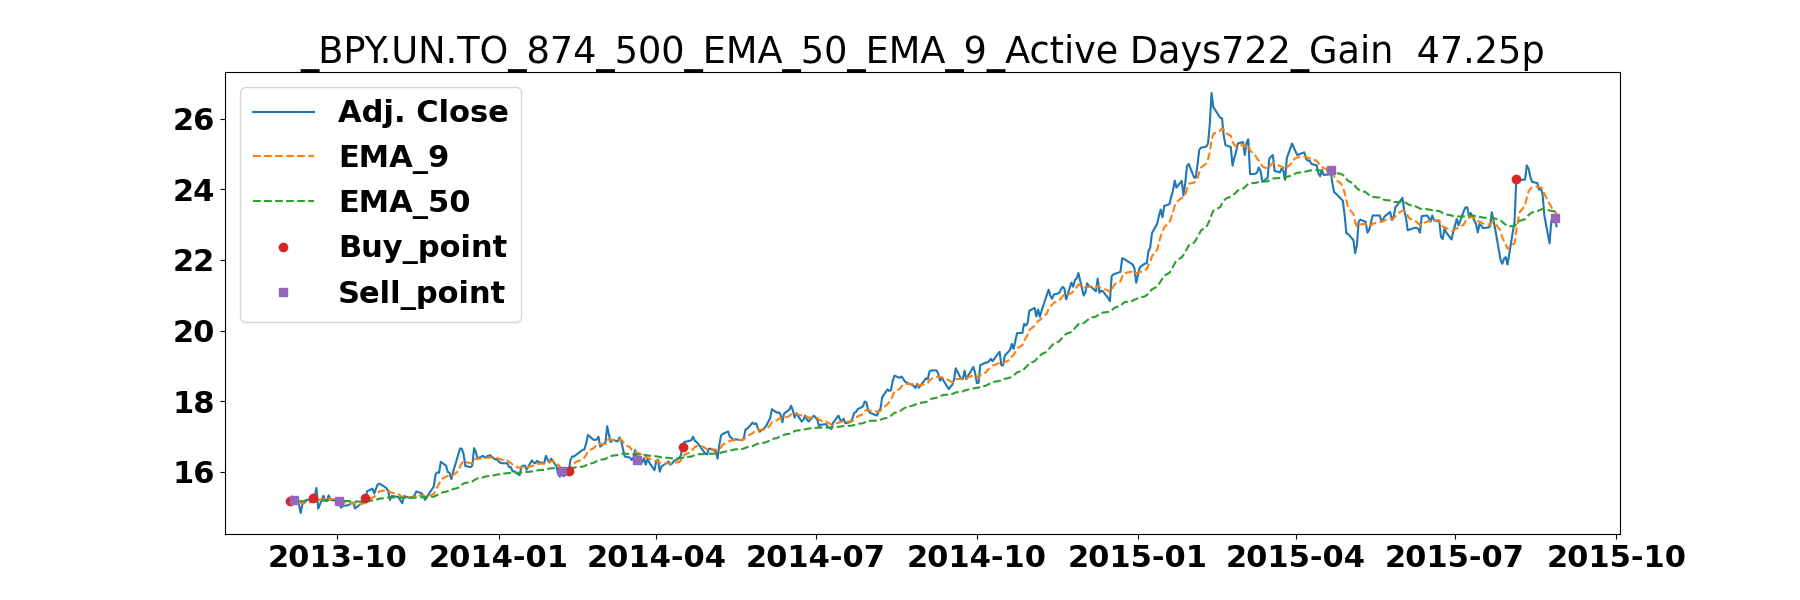 _BPY.UN.TO_874_500_EMA_50_EMA_9_Active Days722_Gain  47.25p
Adj. Close
EMA_9
EMA_50
Buy_point
Sell_point
26
24
22
20
18
16
2013-10 2014-01 2014-04 2014-07 2014-10 2015-01 2015-04 2015-07 2015-10